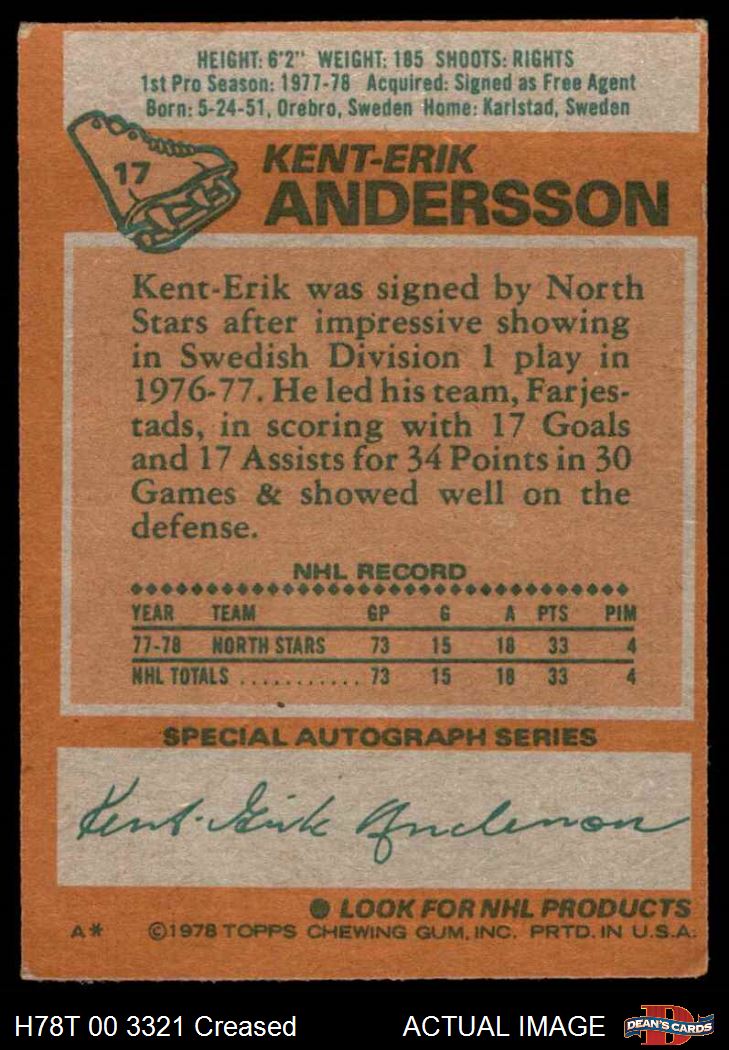 HEIGHT: 6'2" WEIGHT: 185 SHOOTS: RIGHTS
1st Pro Season: 1977-78 Acquired: Signed as Free Agent
Born: 5-24-51, Orebro, Sweden Home: Karlstad, Sweden
17
KENT-ERIK
ANDERSSON
Kent-Erik was signed by North
Stars after impressive showing
in Swedish Division 1 play in
1976-77. He led his team, Farjes-
tads, in scoring with 17 Goals
and 17 Assists for 34 Points in 30
Games & showed well on the
defense.
NHL RECORD
YEAR TEAM GP G A PTS PIM
77-78 NORTH STARS 73 15 18 33 4
NHL TOTALS ............ 73 15 18 33 4
SPECIAL AUTOGRAPH SERIES
Kent-Erik Andersson
● LOOK FOR NHL PRODUCTS
A* ©1978 TOPPS CHEWING GUM, INC. PRTD. IN U.S.A.
H78T 00 3321 Creased ACTUAL IMAGE DEAN'S CARDS